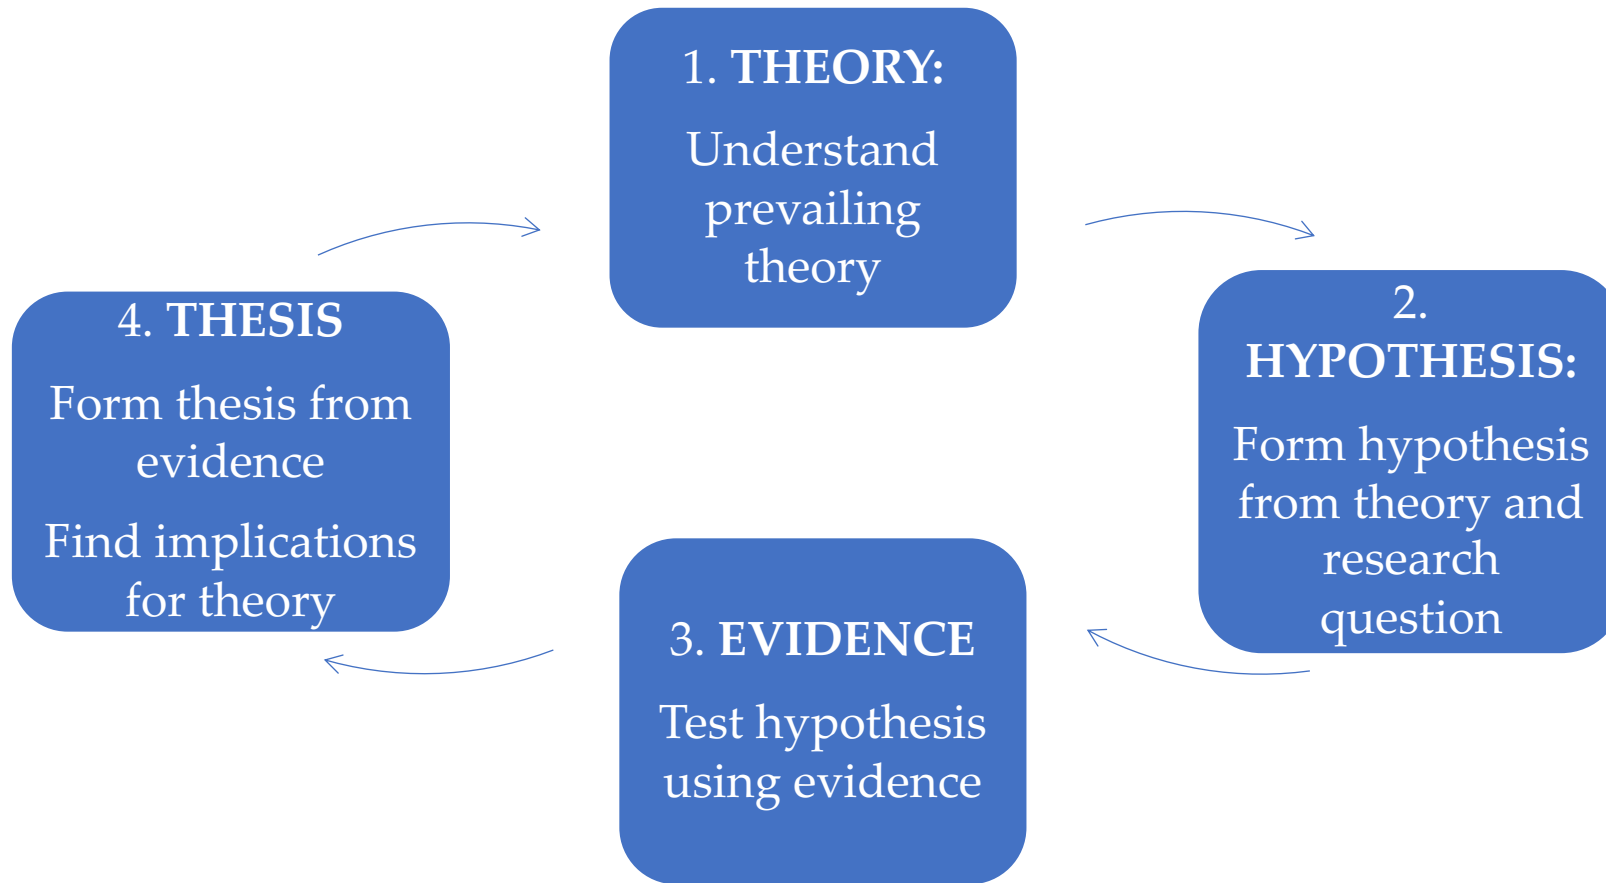 1. THEORY:
Understand
prevailing
theory
2.
HYPOTHESIS:
Form hypothesis
from theory and
research
question
3. EVIDENCE
Test hypothesis
using evidence
4. THESIS
Form thesis from
evidence
Find implications
for theory